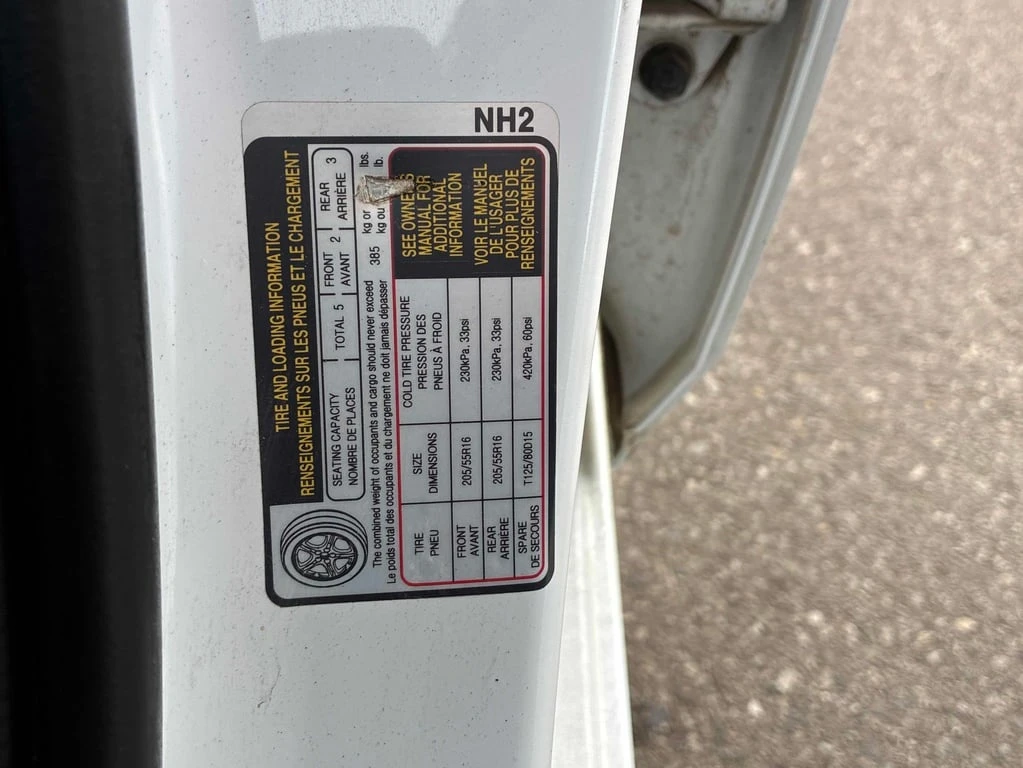 NH2
TIRE AND LOADING INFORMATION
RENSEIGNEMENTS SUR LES PNEUS ET LE CHARGEMENT
SEATING CAPACITY
NOMBRE DE PLACES
TOTAL 5
FRONT
AVANT
2
REAR
ARRIÈRE
3
The combined weight of occupants and cargo should never exceed
Le poids total des occupants et du chargement ne doit jamais dépasser
385
kg or lbs.
kg ou lb.
TIRE
PNEU
SIZE
DIMENSIONS
COLD TIRE PRESSURE
PRESSION DES
PNEUS À FROID
FRONT
AVANT
205/55R16
230kPa, 33psi
REAR
ARRIÈRE
205/55R16
230kPa, 33psi
SPARE
DE SECOURS
T125/80D15
420kPa, 60psi
SEE OWNER'S
MANUAL FOR
ADDITIONAL
INFORMATION
VOIR LE MANUEL
DE L'USAGER
POUR PLUS DE
RENSEIGNEMENTS